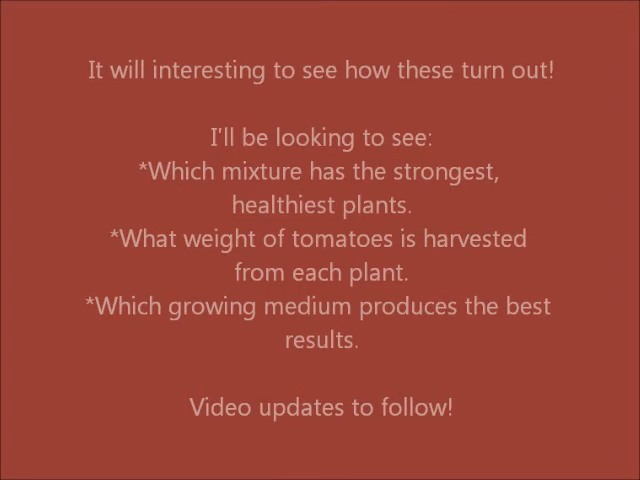 It will interesting to see how these turn out!
I'll be looking to see:
*Which mixture has the strongest,
healthiest plants.
*What weight of tomatoes is harvested
from each plant.
*Which growing medium produces the best
results.
Video updates to follow!